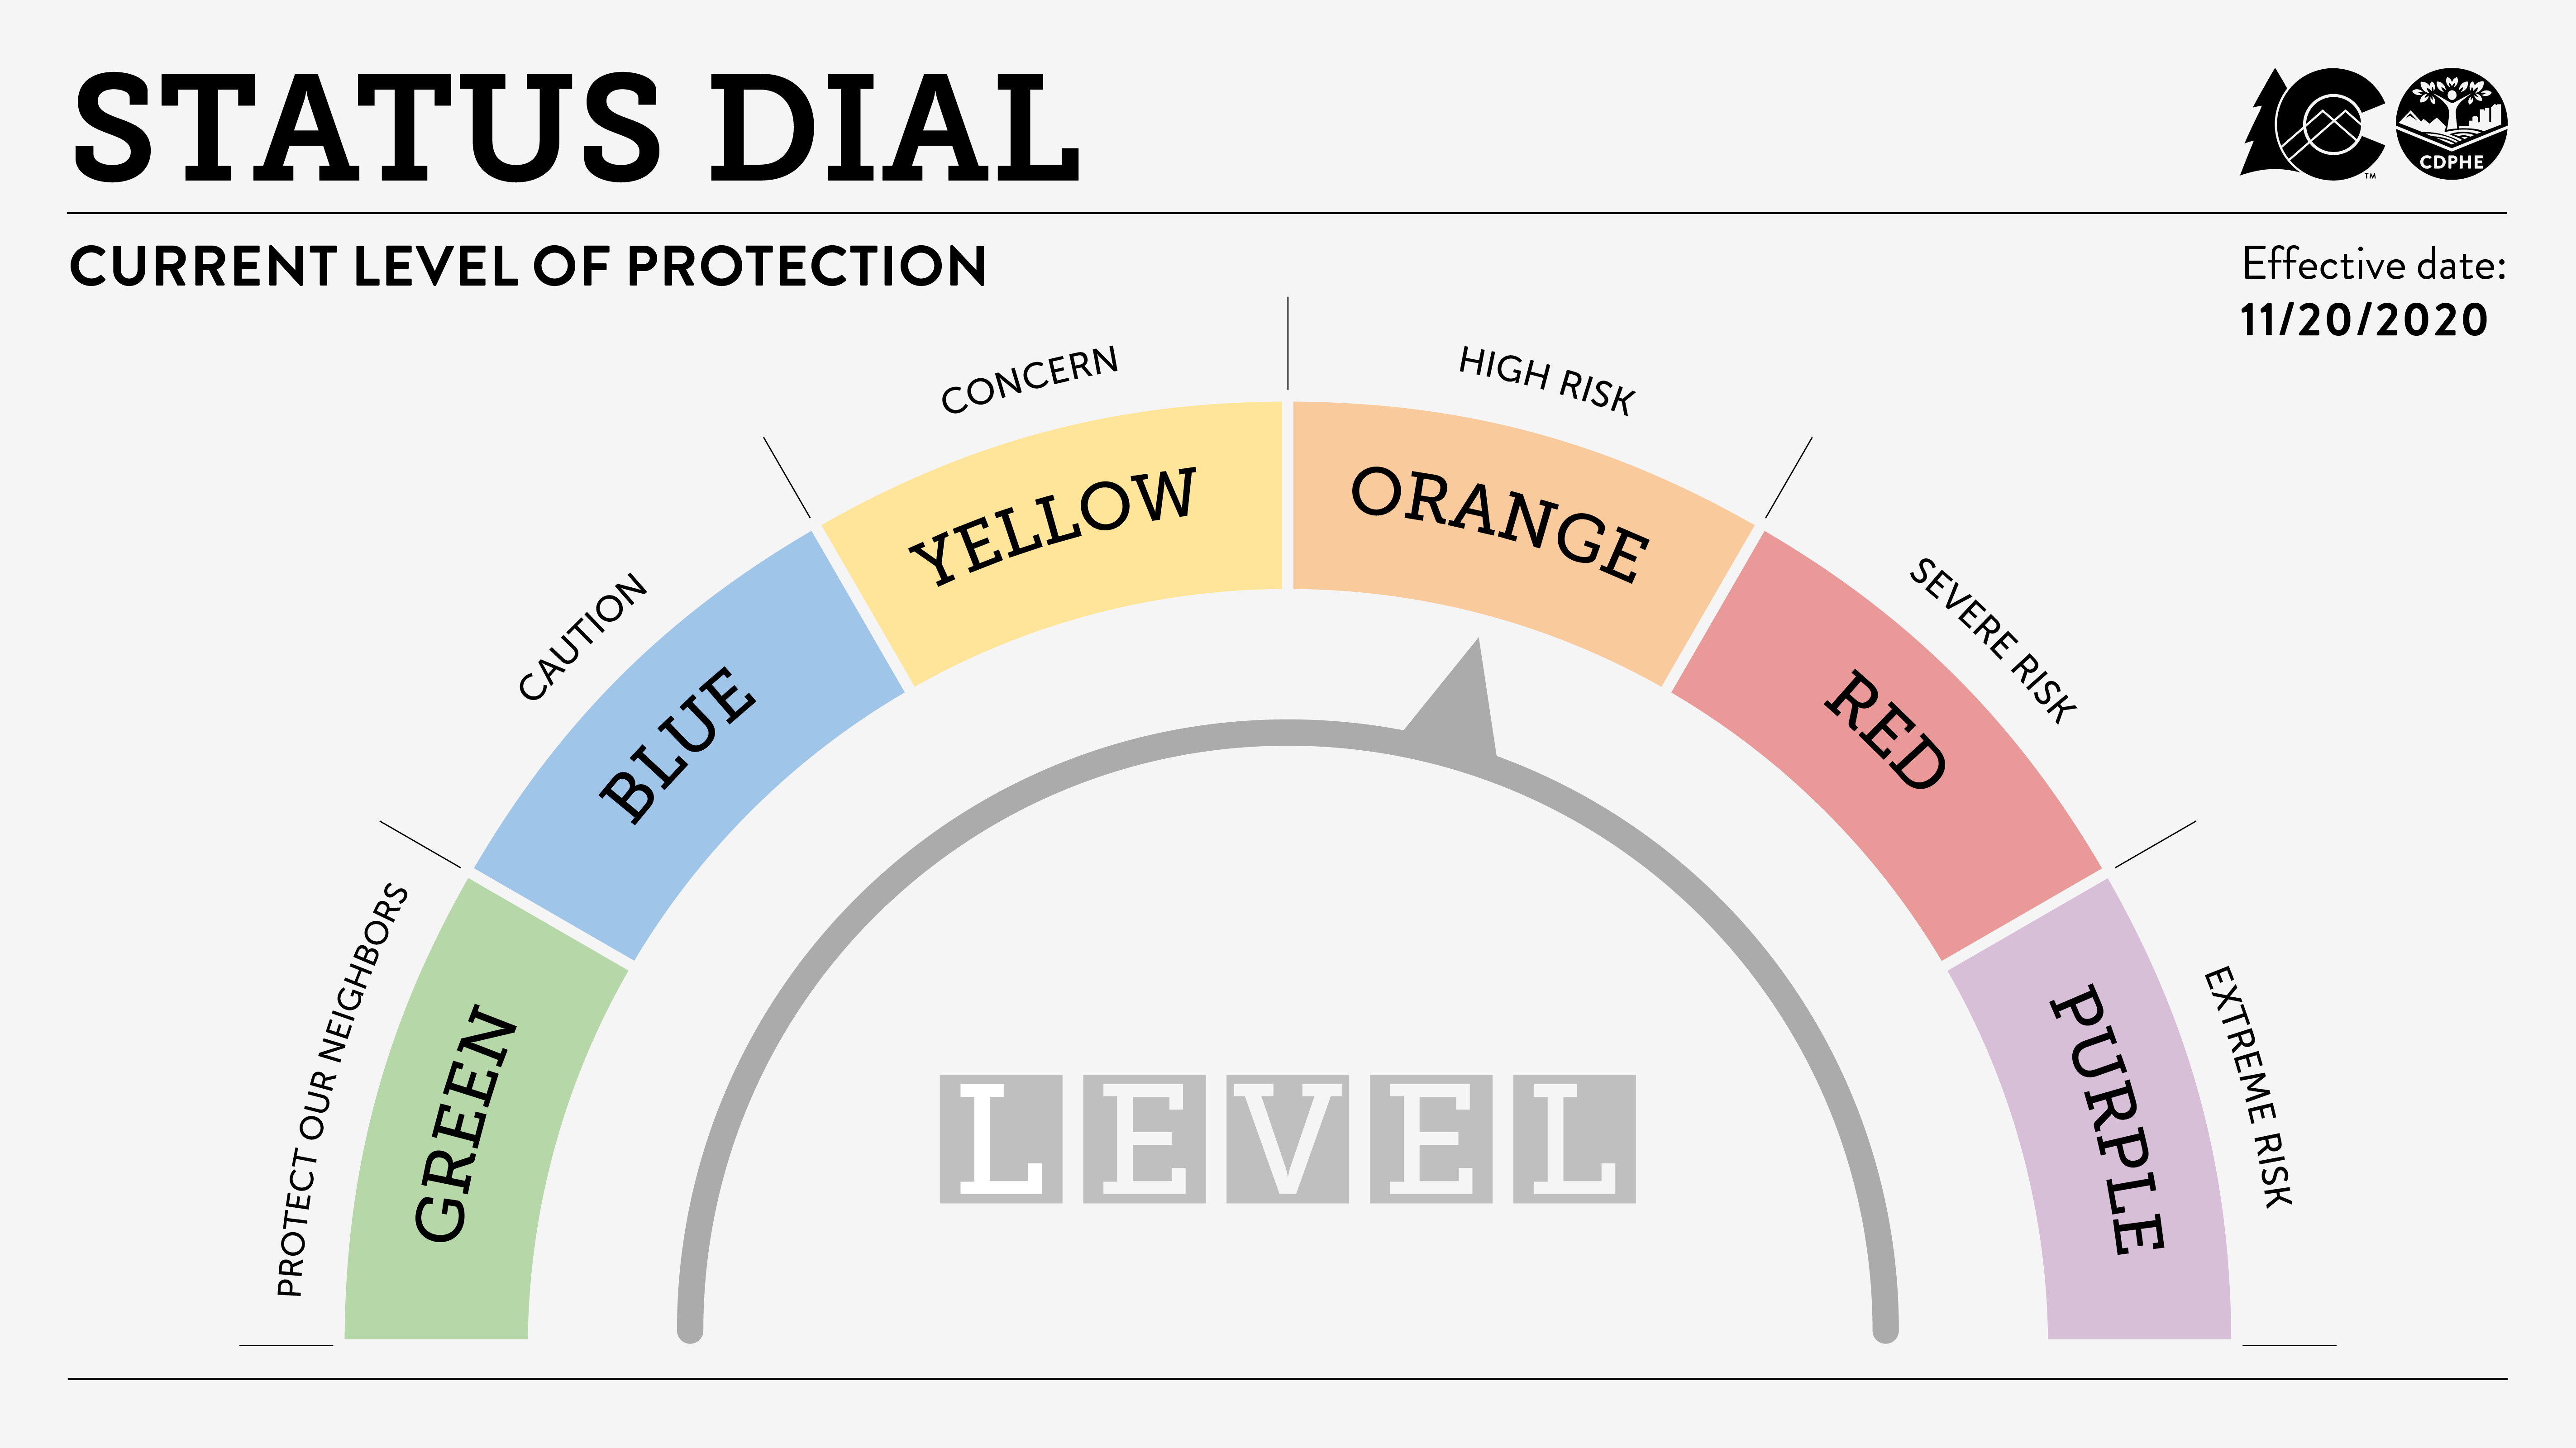 STATUS DIAL
CDPHE
TM
CURRENT LEVEL OF PROTECTION
Effective date:
11/20/2020
PROTECT OUR NEIGHBORS
GREEN
CAUTION
BLUE
CONCERN
YELLOW
HIGH RISK
ORANGE
SEVERE RISK
RED
EXTREME RISK
PURPLE
LEVEL